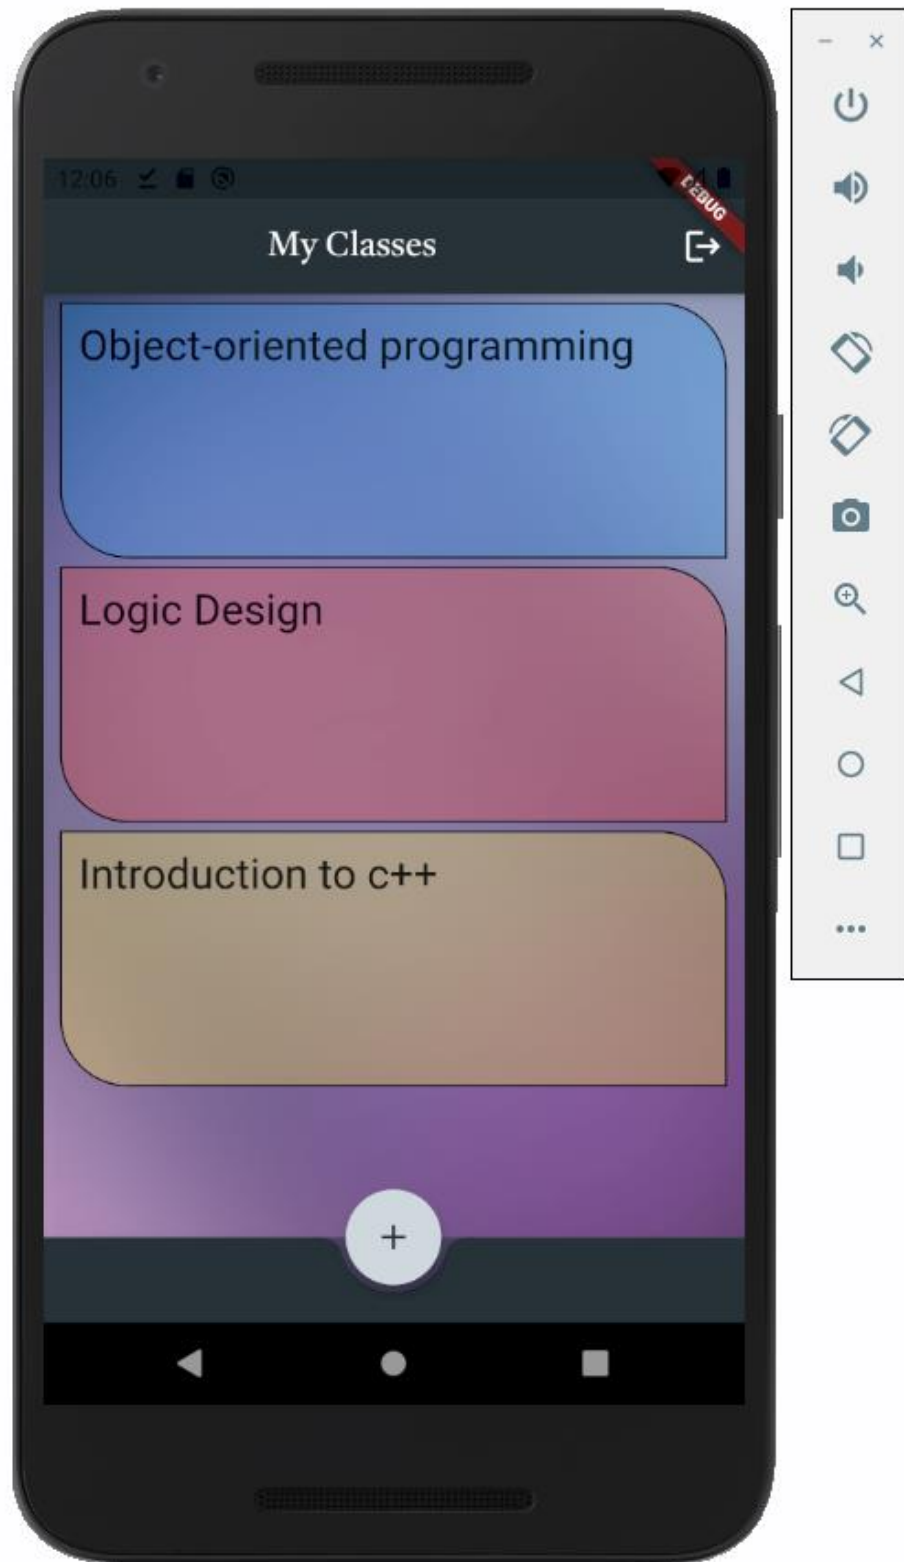 12:06
DEBUG
My Classes
Object-oriented programming
Logic Design
Introduction to c++